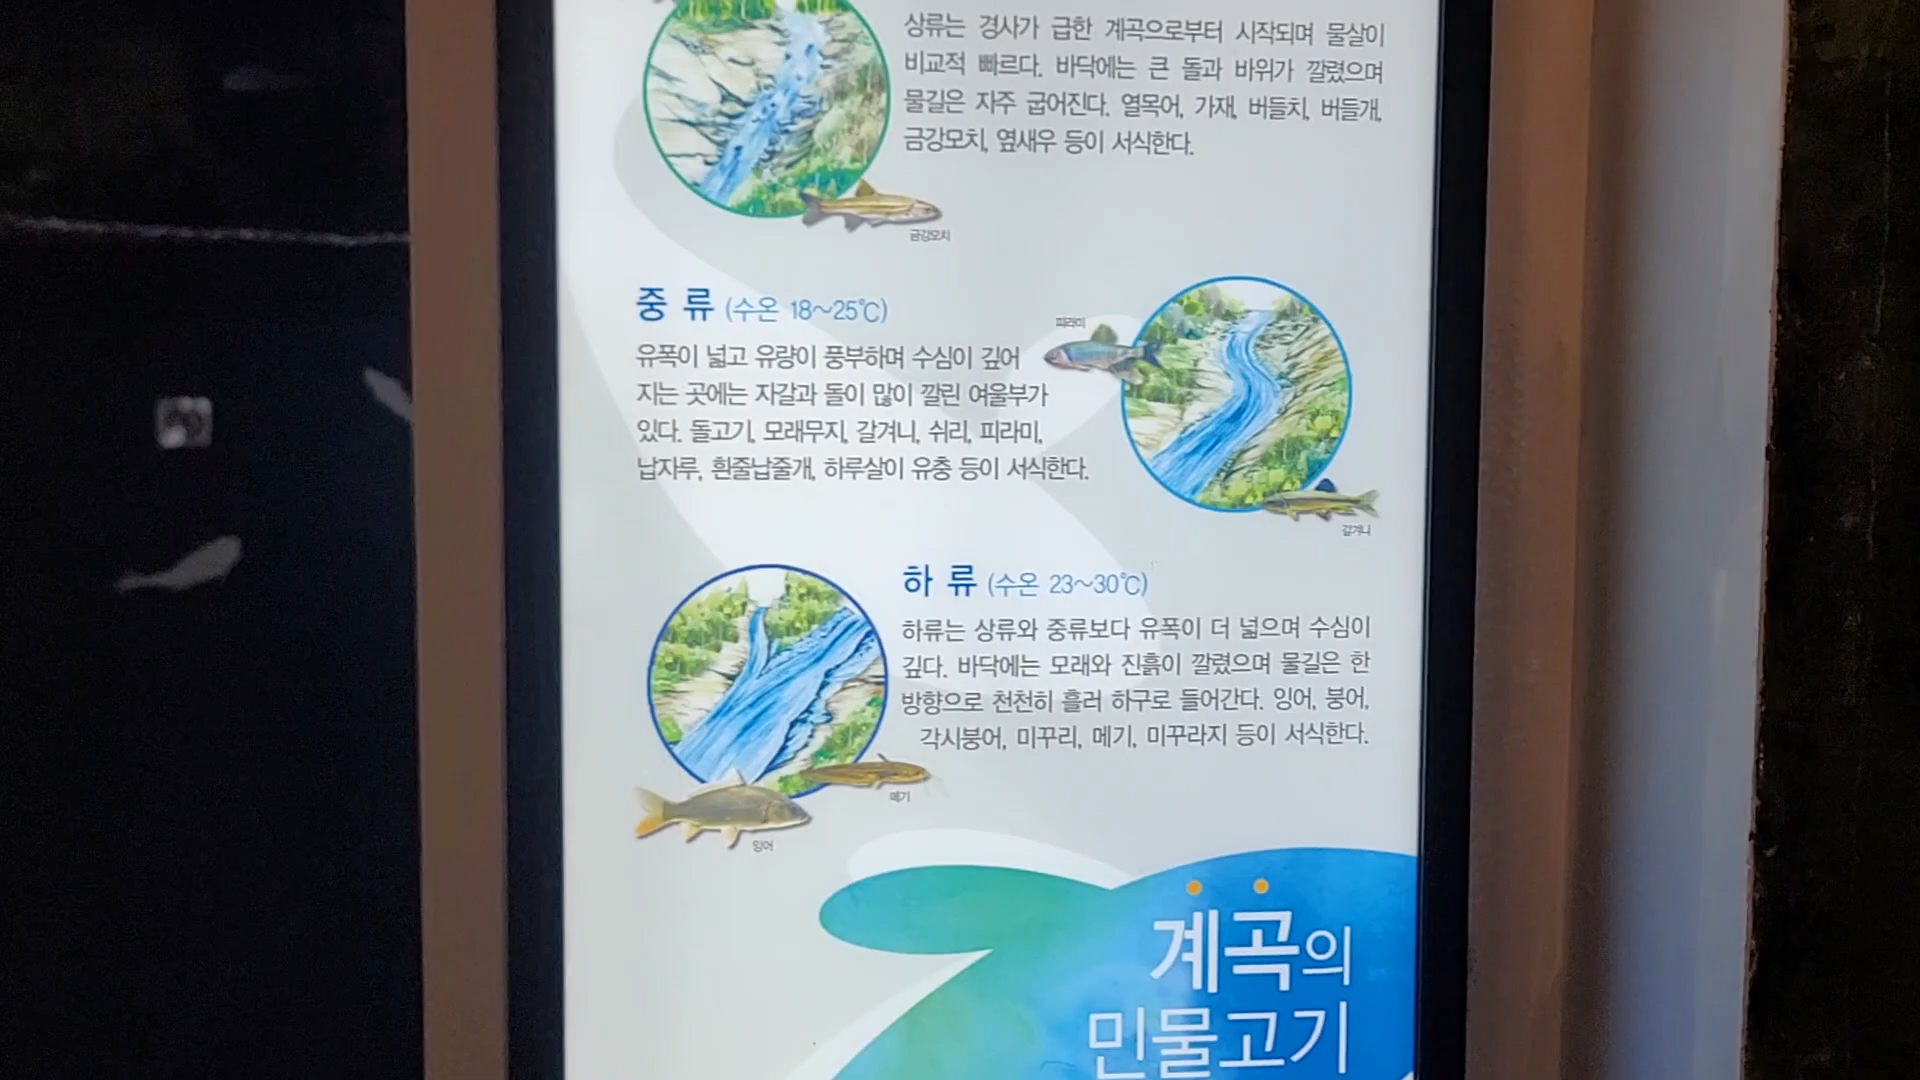 상류는 경사가 급한 계곡으로부터 시작되며 물살이
비교적 빠르다. 바닥에는 큰 돌과 바위가 깔렸으며
물길은 자주 굽어진다. 열목어, 가재, 버들치, 버들개,
금강모치, 옆새우 등이 서식한다.
금강모치
중 류 (수온 18~25℃)
피라미
유폭이 넓고 유량이 풍부하며 수심이 깊어
지는 곳에는 자갈과 돌이 많이 깔린 여울부가
있다. 돌고기, 모래무지, 갈겨니, 쉬리, 피라미,
납자루, 흰줄납줄개, 하루살이 유충 등이 서식한다.
갈겨니
하 류 (수온 23~30℃)
하류는 상류와 중류보다 유폭이 더 넓으며 수심이
깊다. 바닥에는 모래와 진흙이 깔렸으며 물길은 한
방향으로 천천히 흘러 하구로 들어간다. 잉어, 붕어,
각시붕어, 미꾸리, 메기, 미꾸라지 등이 서식한다.
메기
잉어
계곡의
민물고기